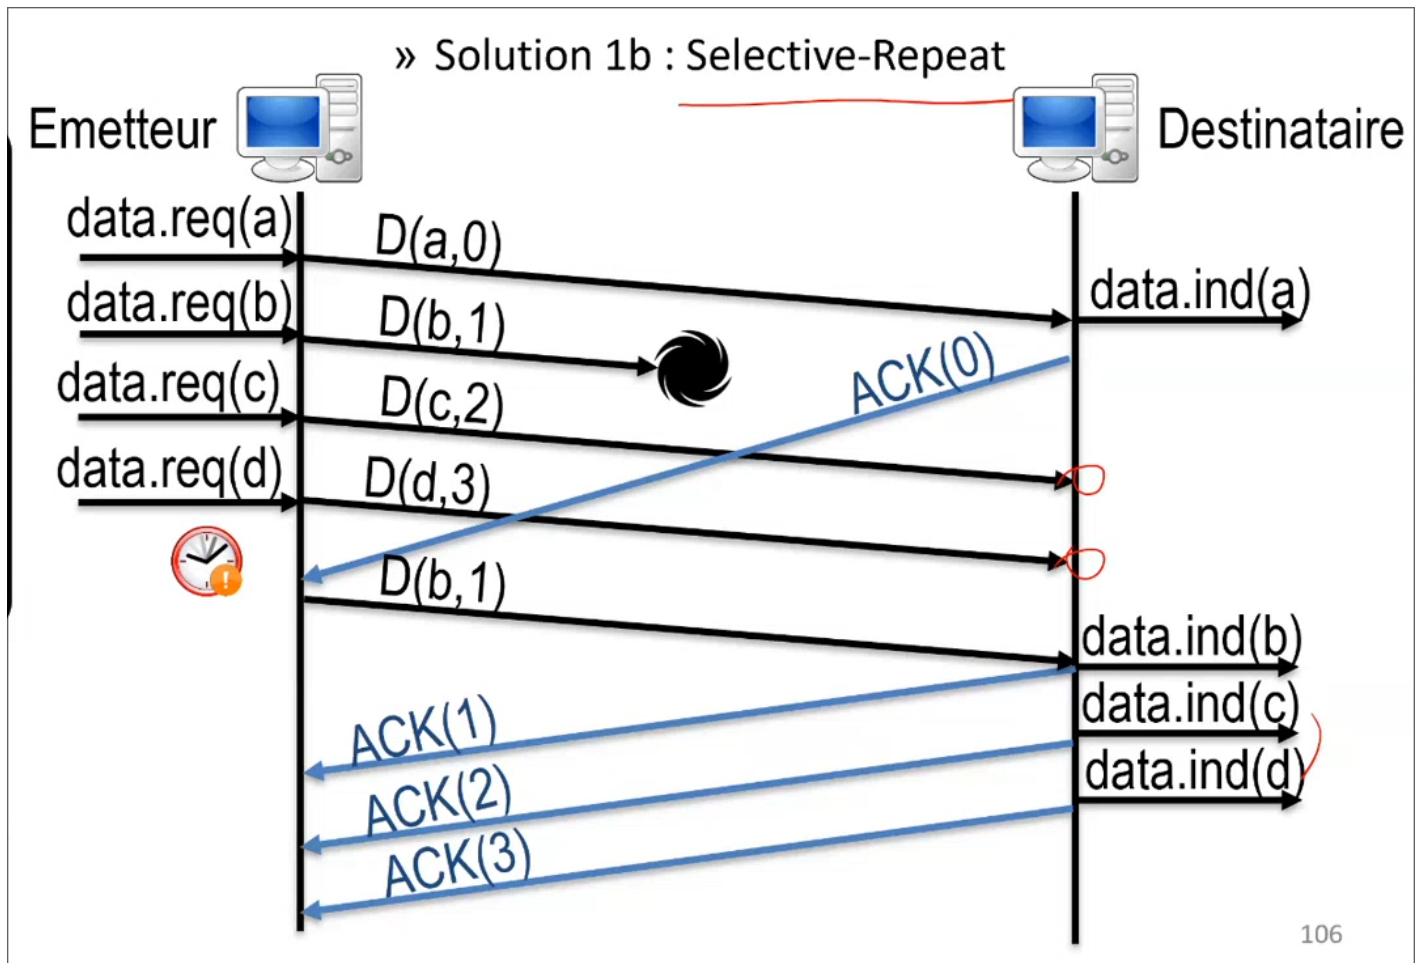 » Solution 1b : Selective-Repeat
Emetteur
Destinataire
data.req(a)
D(a,0)
data.ind(a)
data.req(b)
D(b,1)
ACK(0)
data.req(c)
D(c,2)
data.req(d)
D(d,3)
!
D(b,1)
data.ind(b)
ACK(1)
data.ind(c)
ACK(2)
data.ind(d)
ACK(3)
106